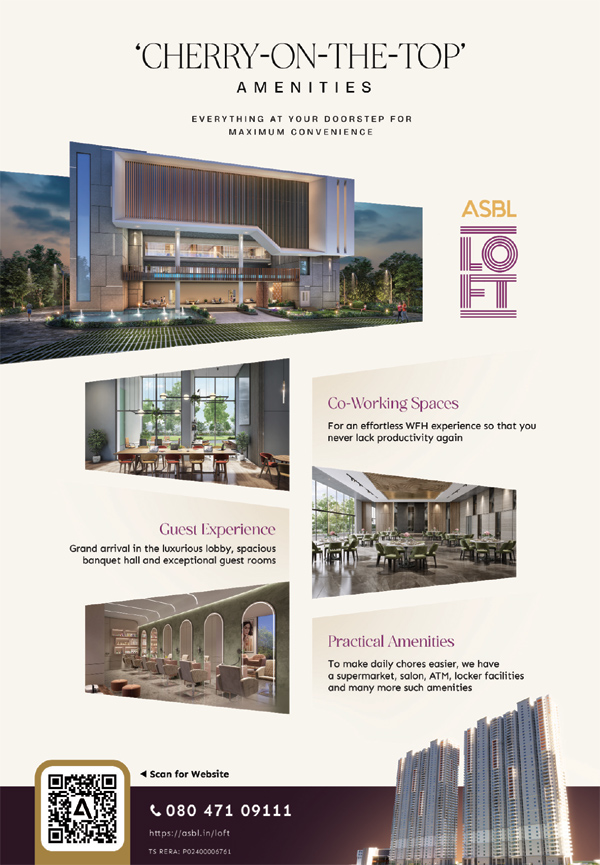 ‘CHERRY-ON-THE-TOP’
AMENITIES
EVERYTHING AT YOUR DOORSTEP FOR
MAXIMUM CONVENIENCE
ASBL
LOFT
Co-Working Spaces
For an effortless WFH experience so that you
never lack productivity again
Guest Experience
Grand arrival in the luxurious lobby, spacious
banquet hall and exceptional guest rooms
Practical Amenities
To make daily chores easier, we have
a supermarket, salon, ATM, locker facilities
and many more such amenities
Scan for Website
A
080 471 09111
https://asbl.in/loft
TS RERA: P02400006761